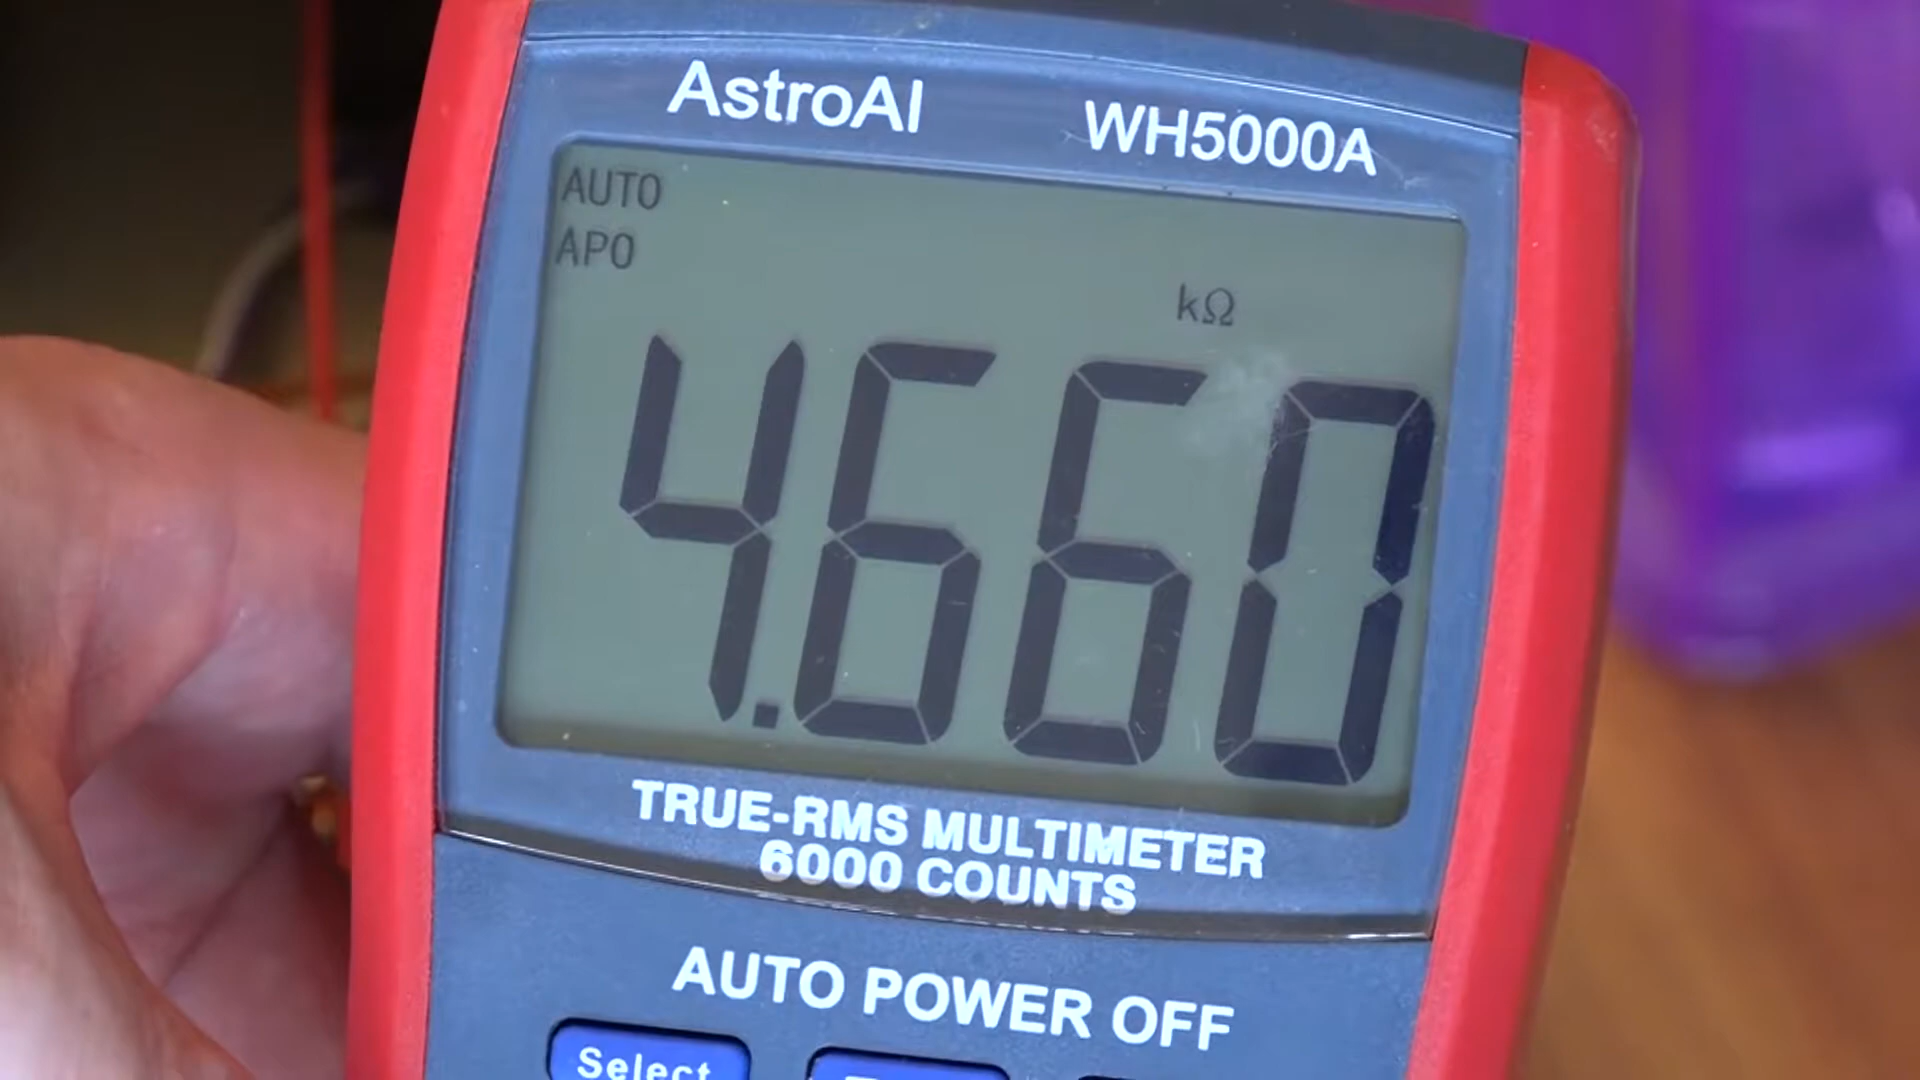 AstroAI WH5000A
AUTO
APO
kΩ
4.660
TRUE-RMS MULTIMETER
6000 COUNTS
AUTO POWER OFF
Select